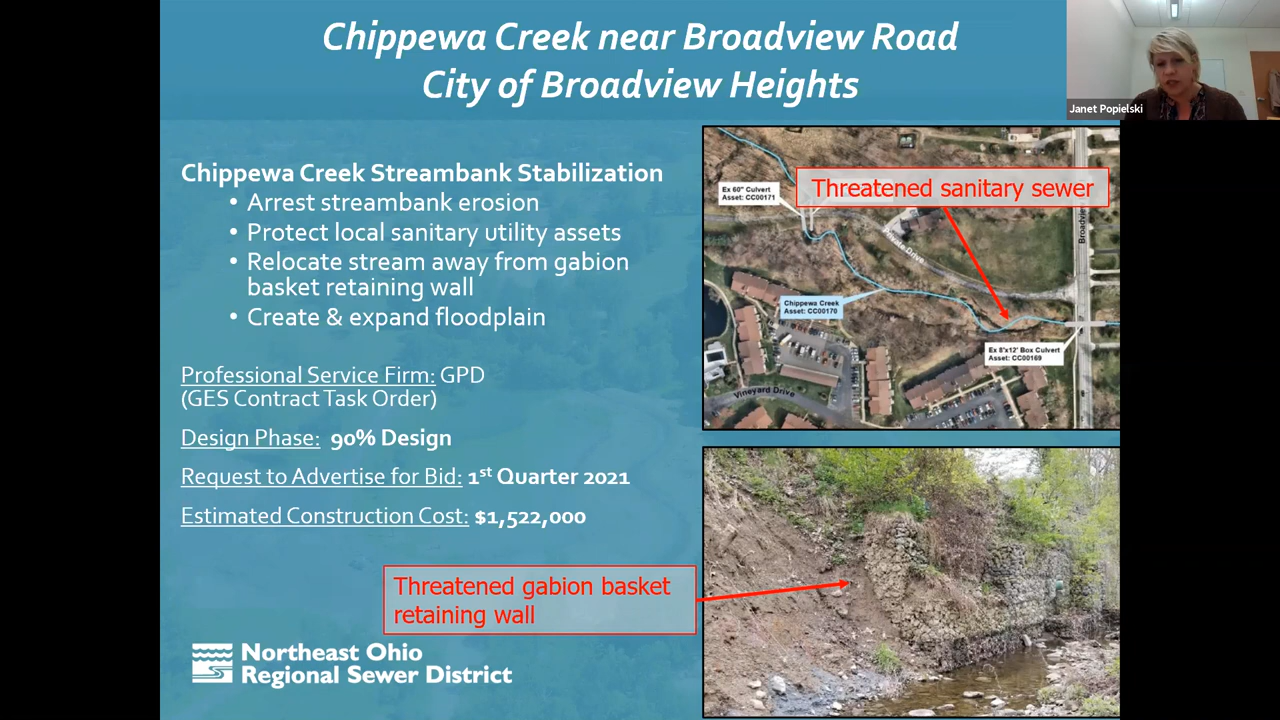 Chippewa Creek near Broadview Road
City of Broadview Heights
Janet Popielski
Chippewa Creek Streambank Stabilization
• Arrest streambank erosion
• Protect local sanitary utility assets
• Relocate stream away from gabion
basket retaining wall
• Create & expand floodplain
Professional Service Firm: GPD
(GES Contract Task Order)
Design Phase: 90% Design
Request to Advertise for Bid: 1st Quarter 2021
Estimated Construction Cost: $1,522,000
Threatened sanitary sewer
Ex 60" Culvert
Asset: CC00171
Private Drive
Broadview
Chippewa Creek
Asset: CC00170
Ex 8'x12' Box Culvert
Asset: CC00169
Vineyard Drive
Threatened gabion basket
retaining wall
Northeast Ohio
Regional Sewer District